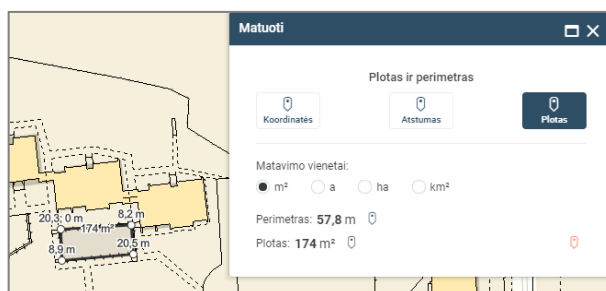 Matuoti
Plotas ir perimetras
Koordinatės
Atstumas
Plotas
Matavimo vienetai:
m²
a
ha
km²
Perimetras: 57,8 m
Plotas: 174 m²
20,3; 0 m
8,2 m
174 m²
8,9 m
20,5 m